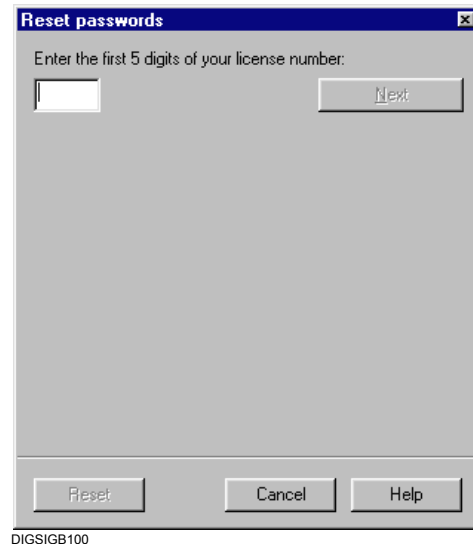 Reset passwords
Enter the first 5 digits of your license number:
Next
Reset
Cancel
Help
DIGSIGB100